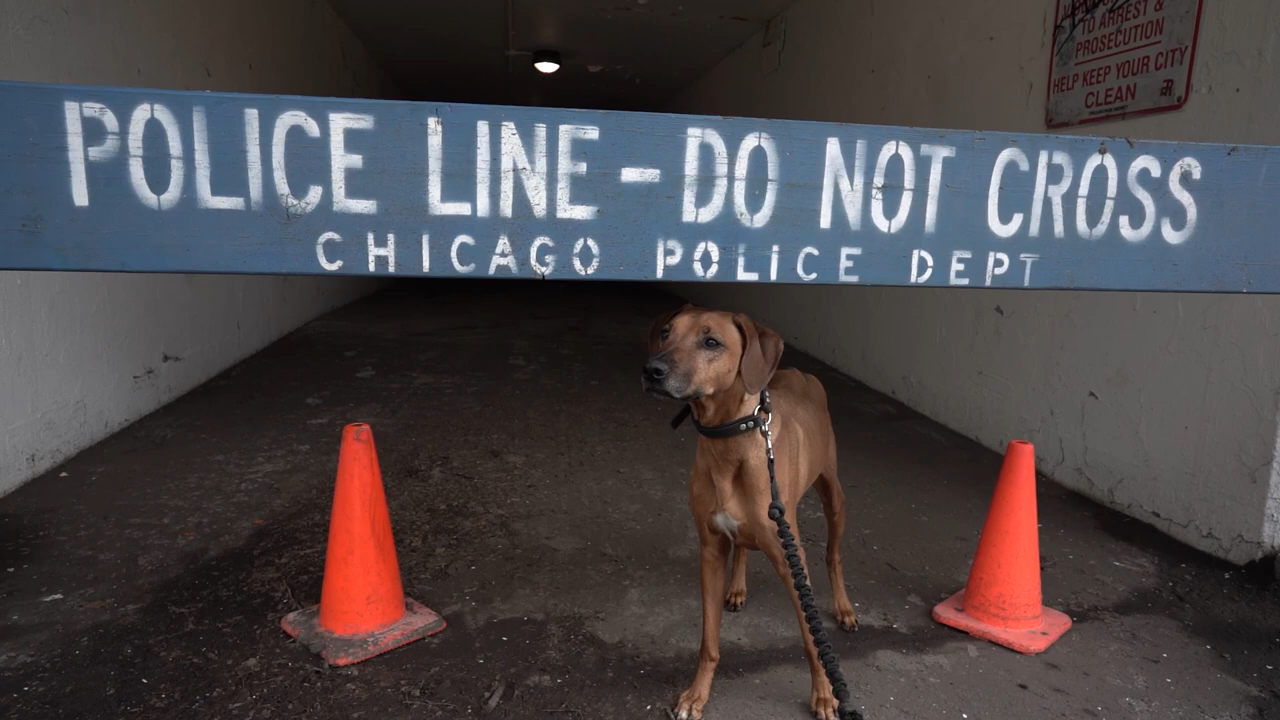 POLICE LINE-DO NOT CROSS
CHICAGO POLICE DEPT
TO ARREST &
PROSECUTION
HELP KEEP YOUR CITY
CLEAN